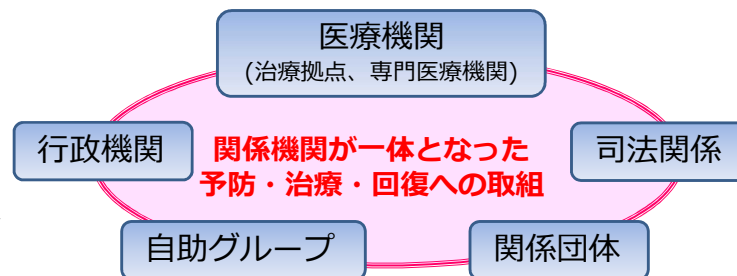 医療機関
(治療拠点、専門医療機関)
行政機関
関係機関が一体となった
予防・治療・回復への取組
司法関係
自助グループ
関係団体